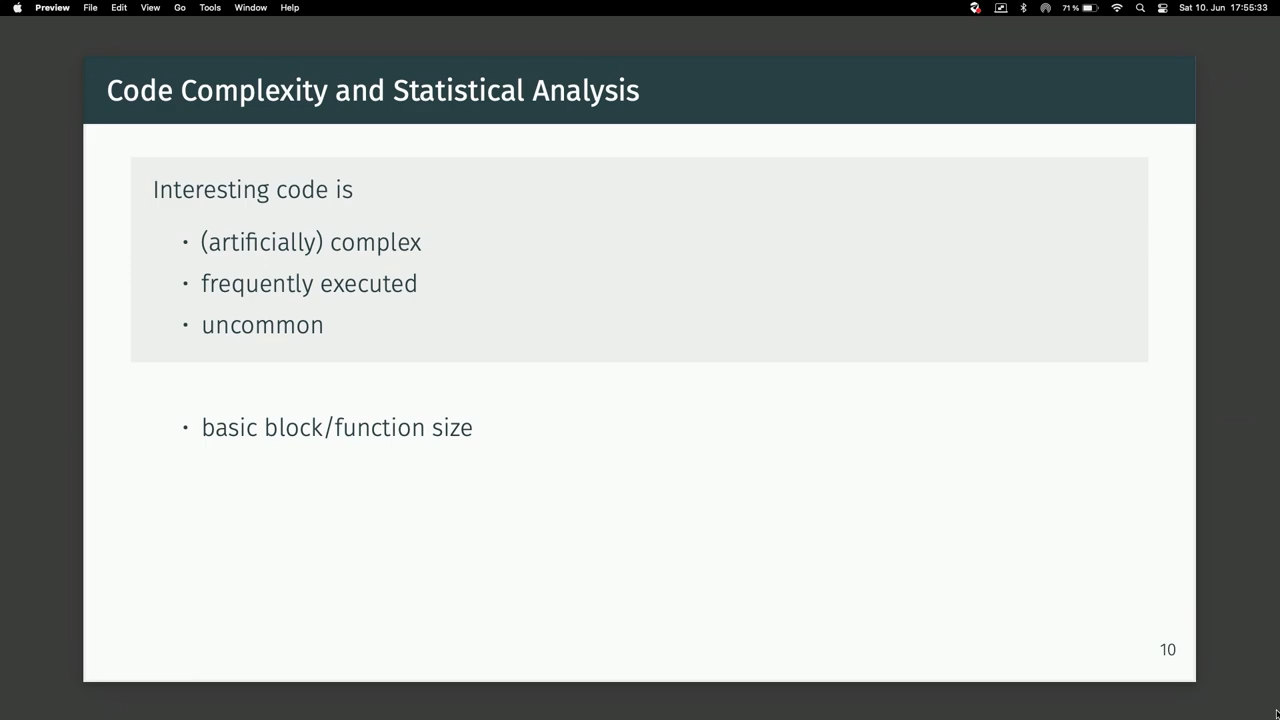 Preview File Edit View Go Tools Window Help 71% Sat 10. Jun 17:55:33
Code Complexity and Statistical Analysis
Interesting code is
• (artificially) complex
• frequently executed
• uncommon
• basic block/function size
10